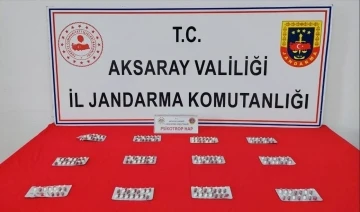 T.C.
AKSARAY VALİLİĞİ
İL JANDARMA KOMUTANLIĞI
PSİKOTROP HAP